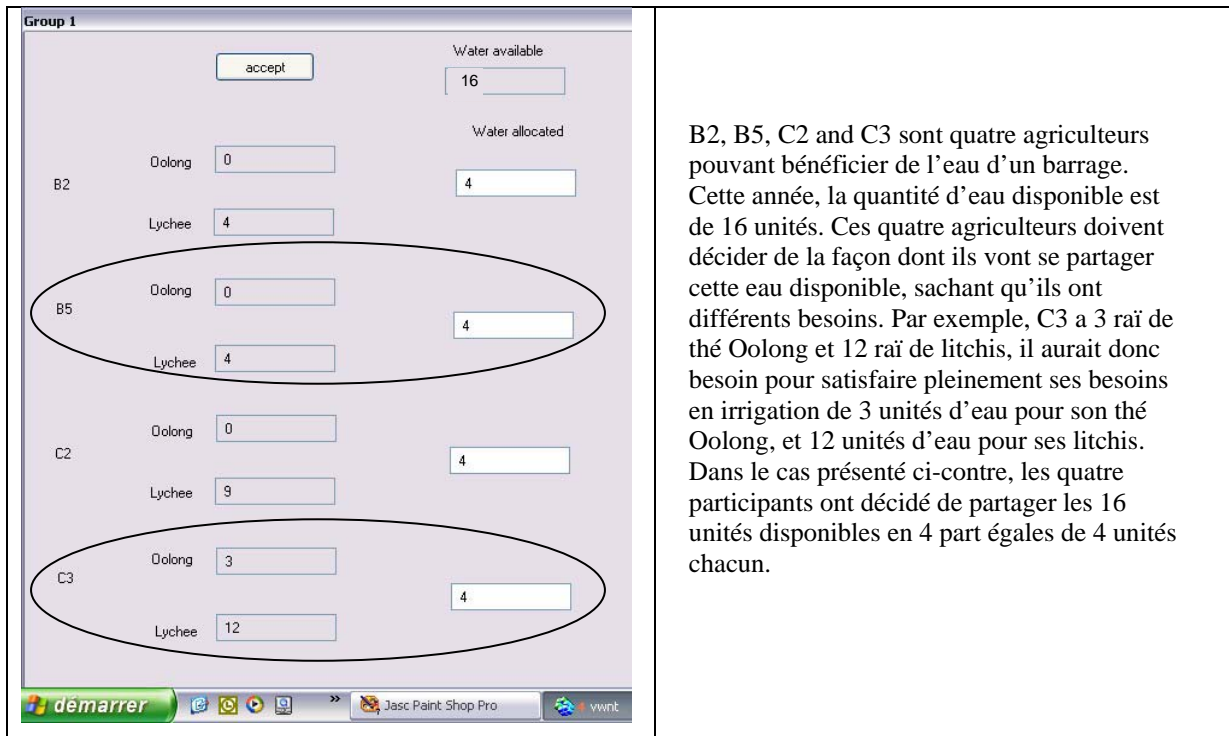 Group 1
Water available
accept
16
Water allocated
Oolong 0
B2
4
Lychee 4
Oolong 0
B5
4
Lychee 4
Oolong 0
C2
4
Lychee 9
Oolong 3
C3
4
Lychee 12
démarrer
»
Jasc Paint Shop Pro
vwnt
B2, B5, C2 and C3 sont quatre agriculteurs
pouvant bénéficier de l’eau d’un barrage.
Cette année, la quantité d’eau disponible est
de 16 unités. Ces quatre agriculteurs doivent
décider de la façon dont ils vont se partager
cette eau disponible, sachant qu’ils ont
différents besoins. Par exemple, C3 a 3 raï de
thé Oolong et 12 raï de litchis, il aurait donc
besoin pour satisfaire pleinement ses besoins
en irrigation de 3 unités d’eau pour son thé
Oolong, et 12 unités d’eau pour ses litchis.
Dans le cas présenté ci-contre, les quatre
participants ont décidé de partager les 16
unités disponibles en 4 part égales de 4 unités
chacun.